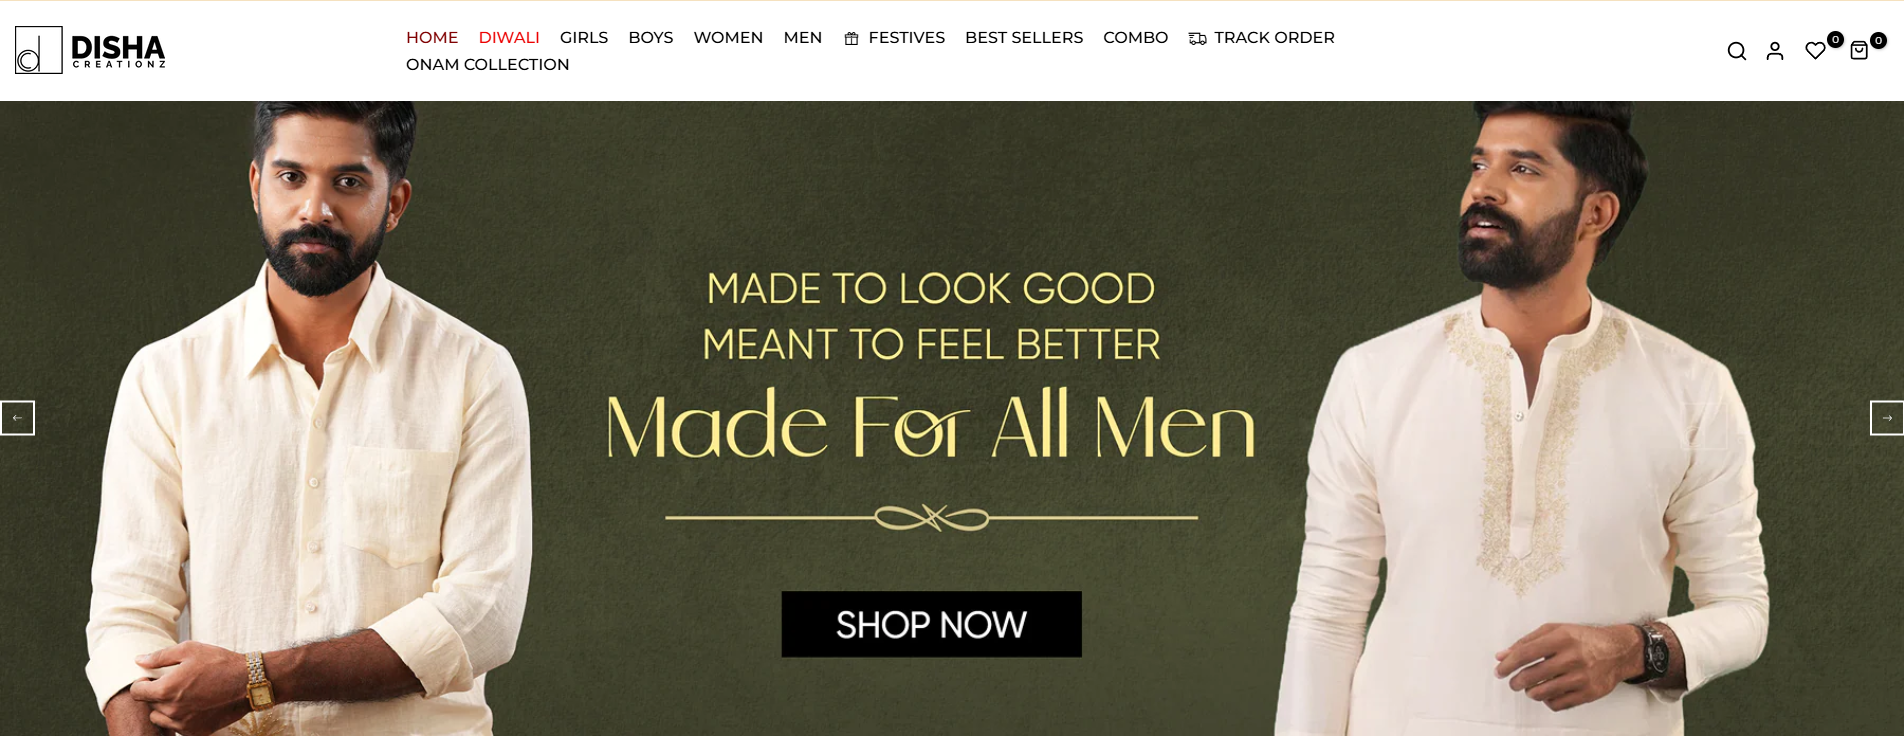 DISHA
CREATIONZ
HOME DIWALI GIRLS BOYS WOMEN MEN FESTIVES BEST SELLERS COMBO TRACK ORDER
ONAM COLLECTION
0 0
MADE TO LOOK GOOD
MEANT TO FEEL BETTER
Made For All Men
SHOP NOW